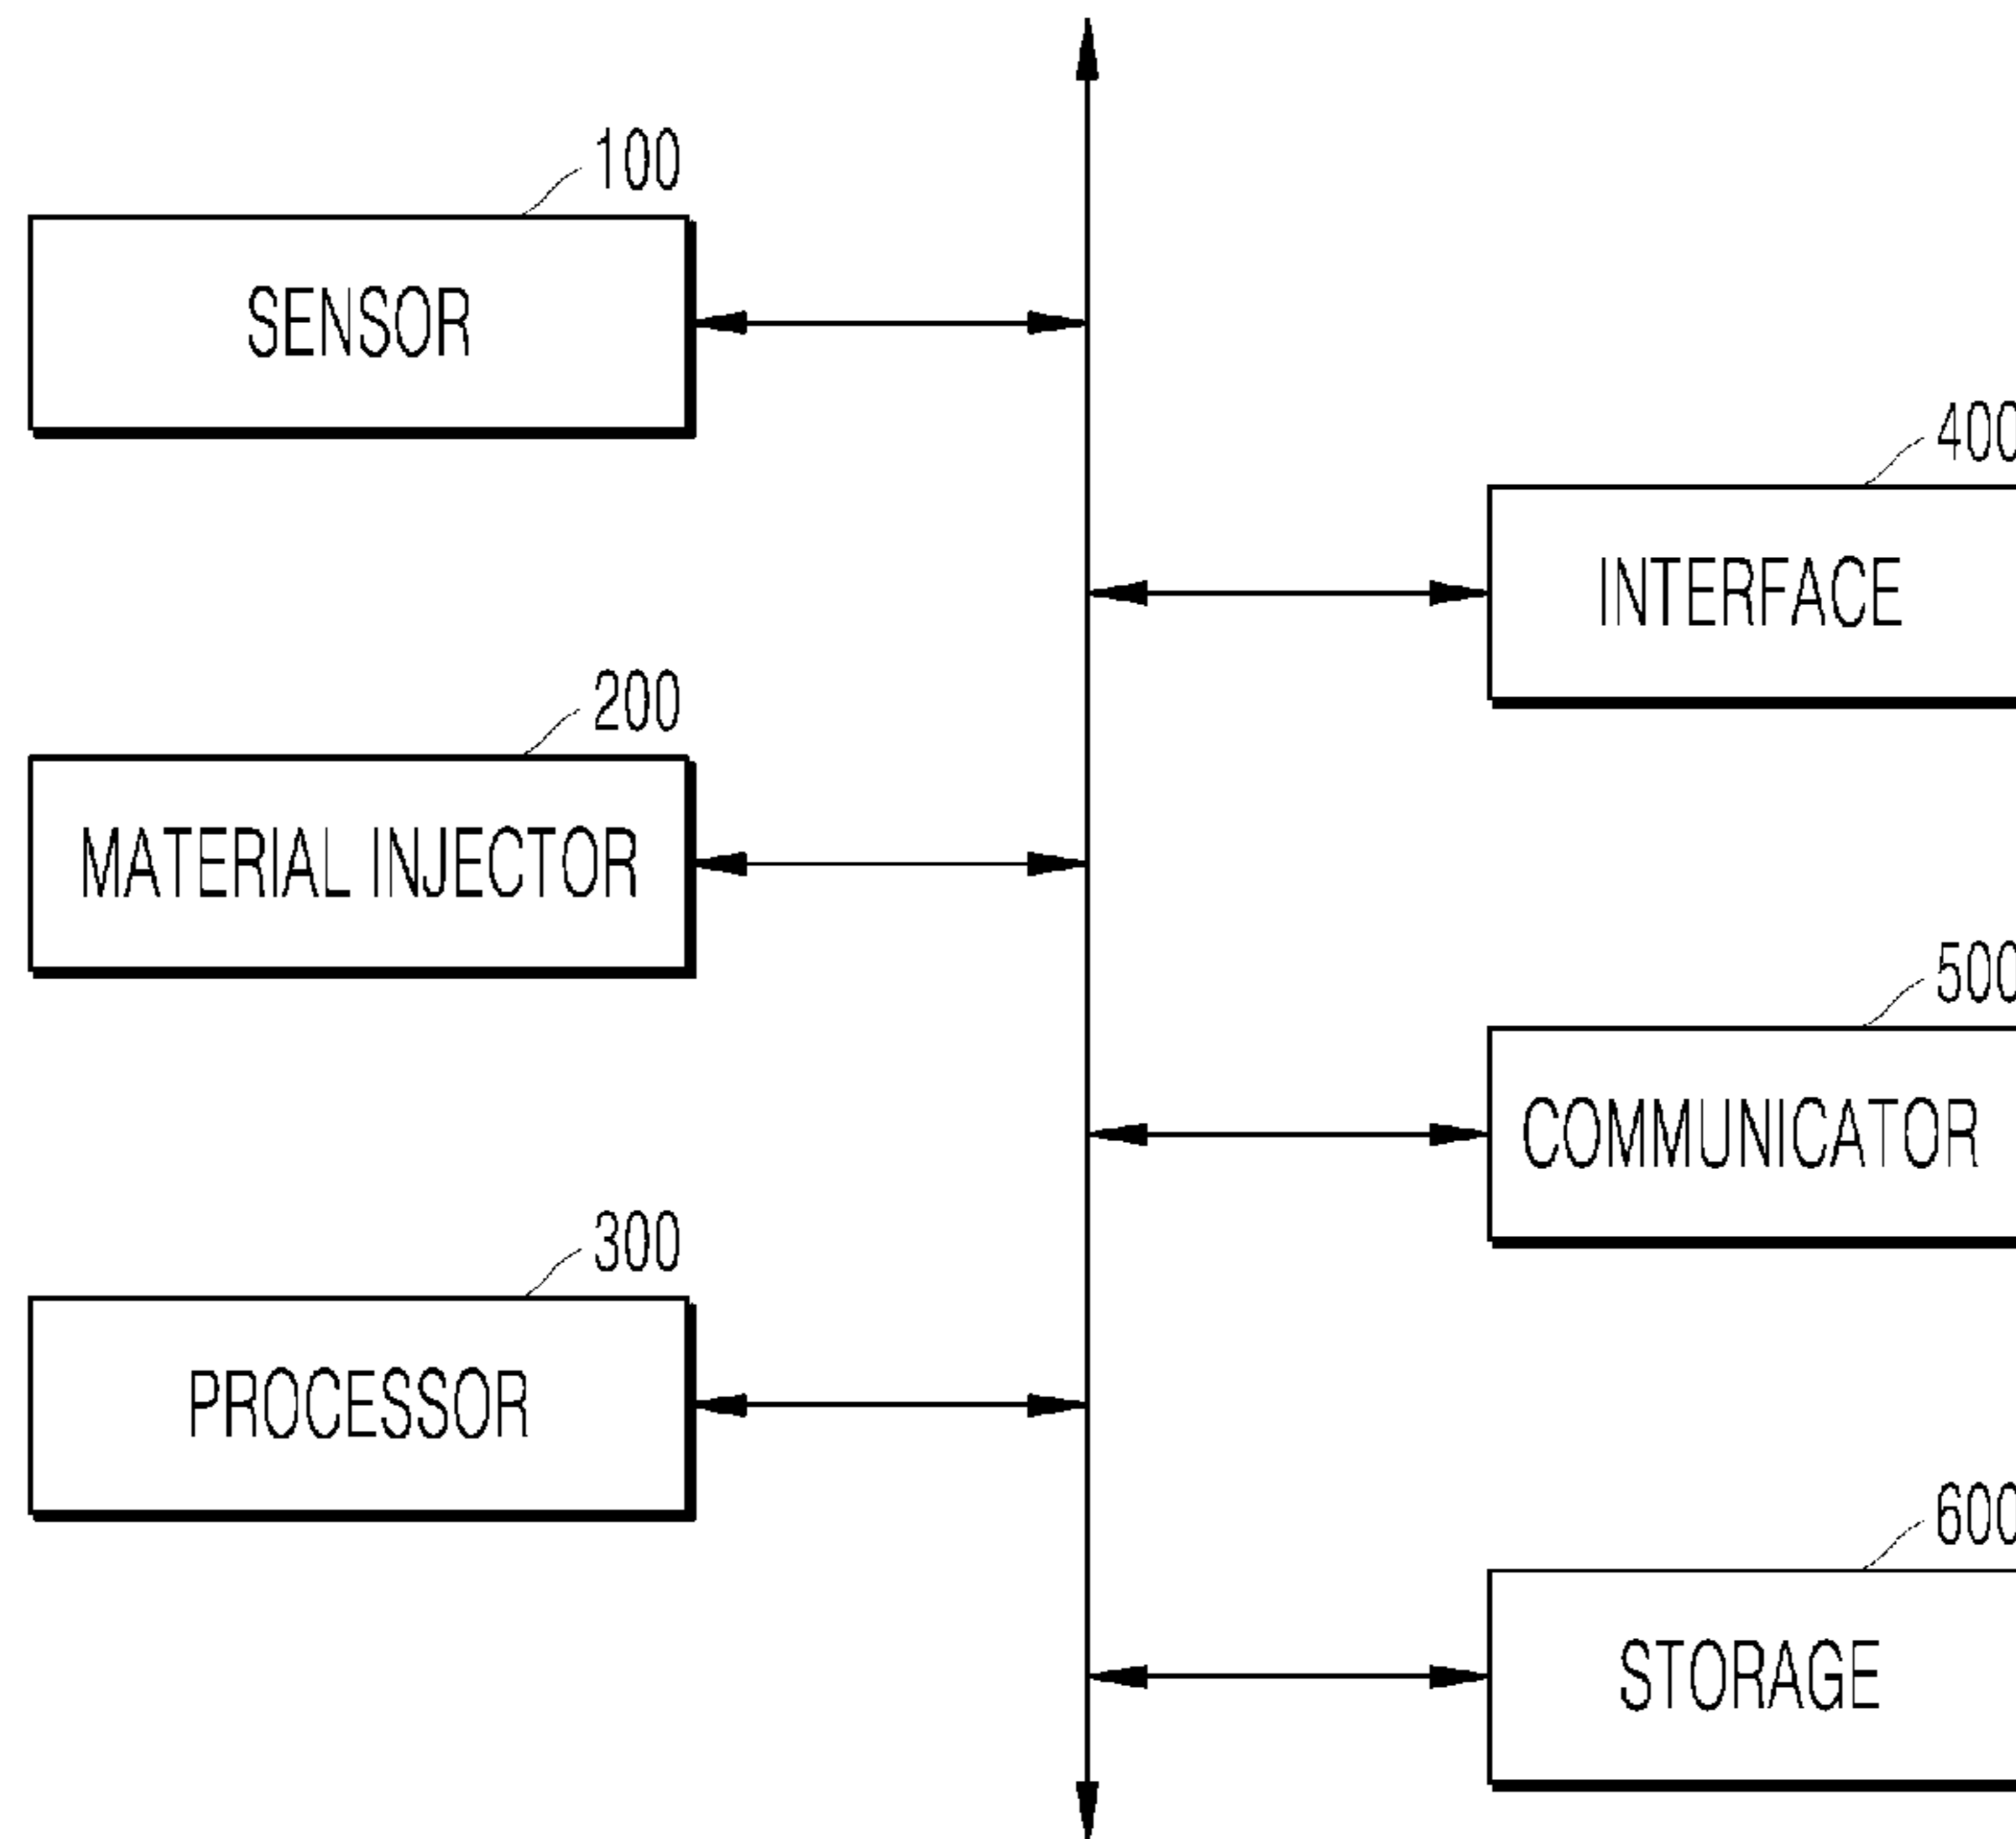 100
SENSOR
400
INTERFACE
200
MATERIAL INJECTOR
500
COMMUNICATOR
300
PROCESSOR
600
STORAGE